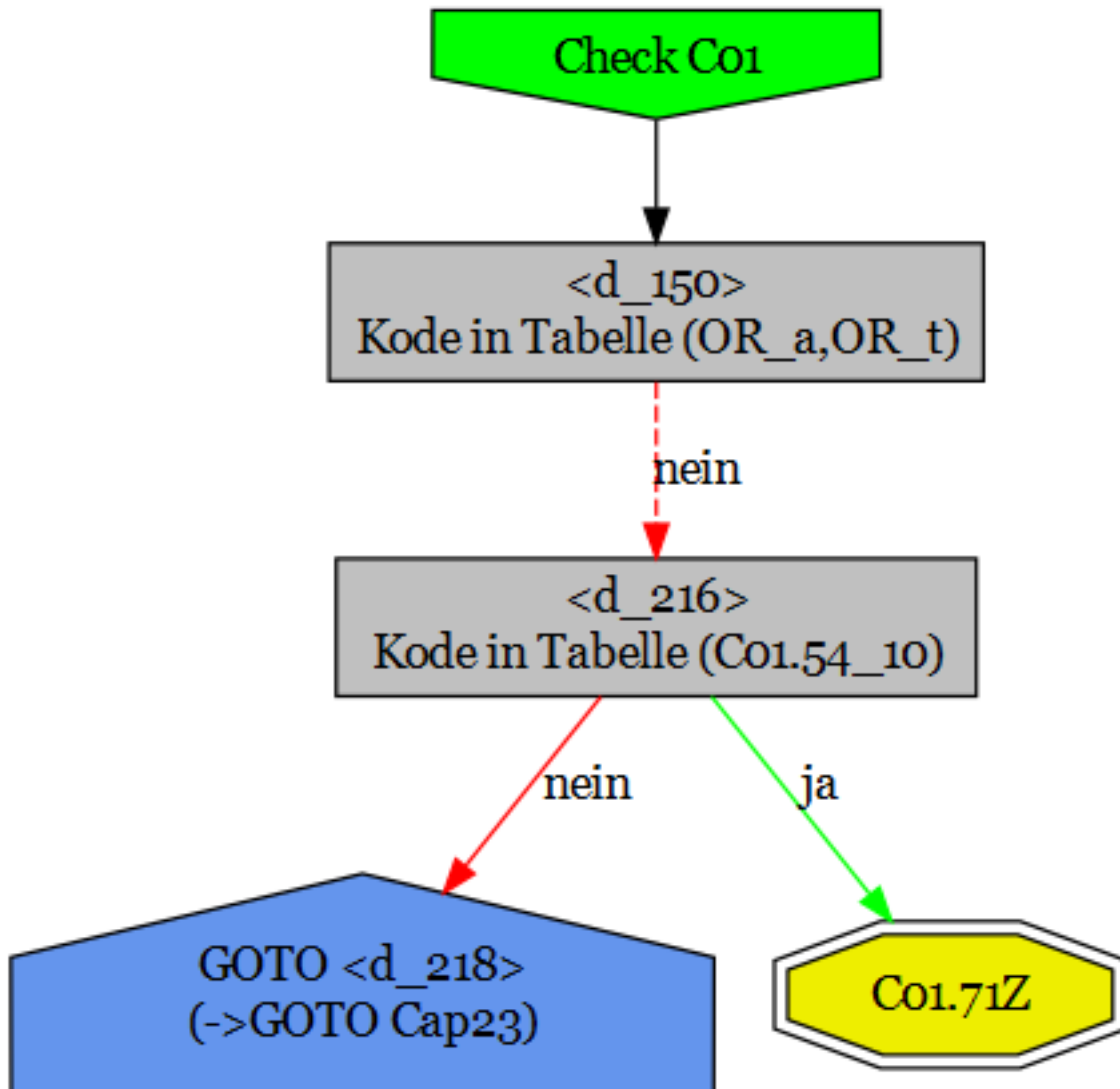 Check C01
<d_150>
Kode in Tabelle (OR_a,OR_t)
nein
<d_216>
Kode in Tabelle (C01.54_10)
nein
ja
GOTO <d_218>
(->GOTO Cap23)
C01.71Z